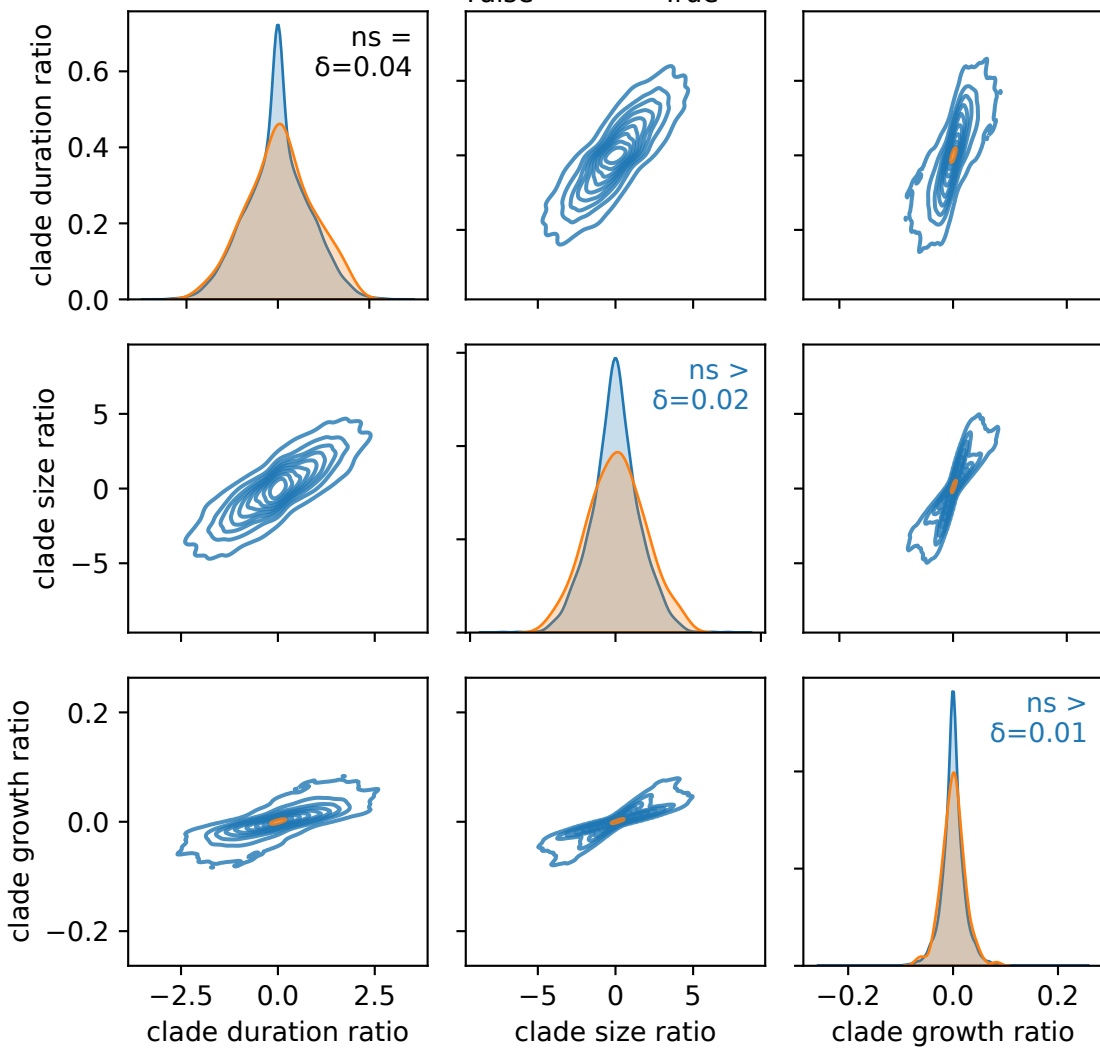 clade duration ratio
0.6
0.4
0.2
0.0
ns =
δ=0.04
clade size ratio
5
0
−5
ns >
δ=0.02
clade growth ratio
0.2
0.0
−0.2
ns >
δ=0.01
−2.5 0.0 2.5
−5 0 5
−0.2 0.0 0.2
clade duration ratio
clade size ratio
clade growth ratio